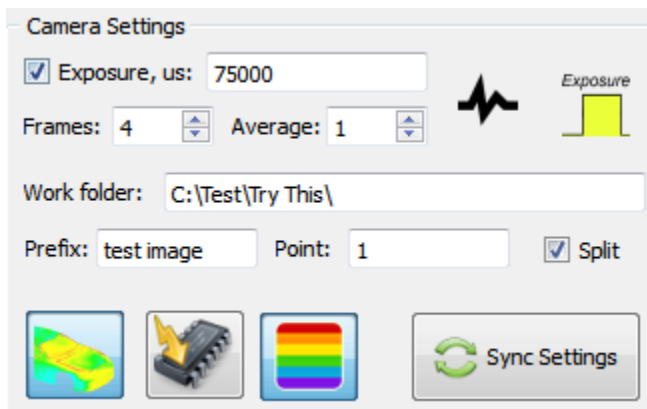 Camera Settings
Exposure, us: 75000
Exposure
Frames: 4 Average: 1
Work folder: C:\Test\Try This\
Prefix: test image Point: 1 Split
Sync Settings